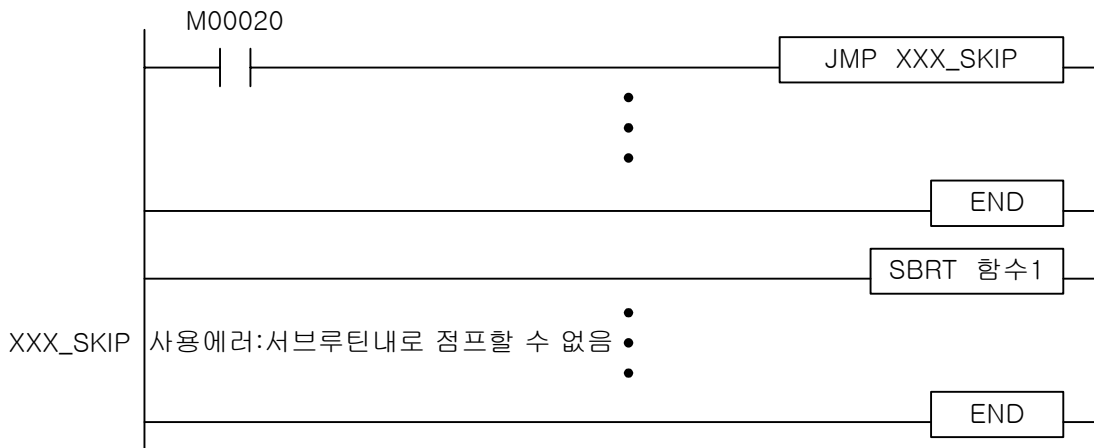 M00020
JMP XXX_SKIP
END
SBRT 함수1
XXX_SKIP 사용에러:서브루틴내로 점프할 수 없음
END